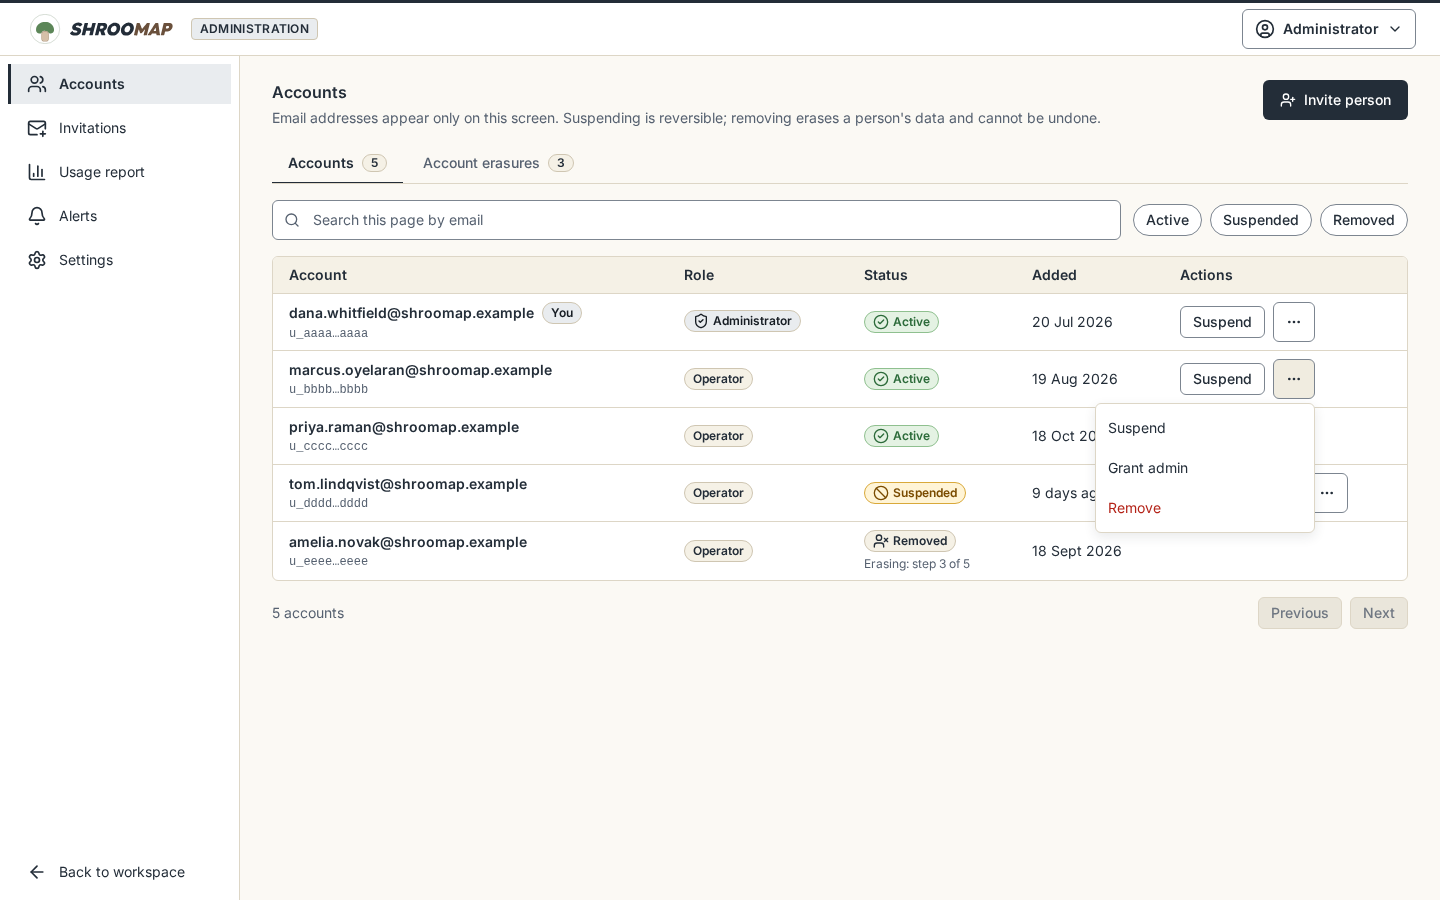 SHROOMAP ADMINISTRATION Administrator
Accounts
Invitations
Usage report
Alerts
Settings
Back to workspace
Accounts
Email addresses appear only on this screen. Suspending is reversible; removing erases a person's data and cannot be undone.
Invite person
Accounts 5 Account erasures 3
Search this page by email Active Suspended Removed
Account Role Status Added Actions
dana.whitfield@shroomap.example You
u_aaaa…aaaa
Administrator Active 20 Jul 2026 Suspend ...
marcus.oyelaran@shroomap.example
u_bbbb…bbbb
Operator Active 19 Aug 2026 Suspend ...
priya.raman@shroomap.example
u_cccc…cccc
Operator Active 18 Oct 20
tom.lindqvist@shroomap.example
u_dddd…dddd
Operator Suspended 9 days ag ...
amelia.novak@shroomap.example
u_eeee…eeee
Operator Removed
Erasing: step 3 of 5
18 Sept 2026
Suspend
Grant admin
Remove
5 accounts Previous Next